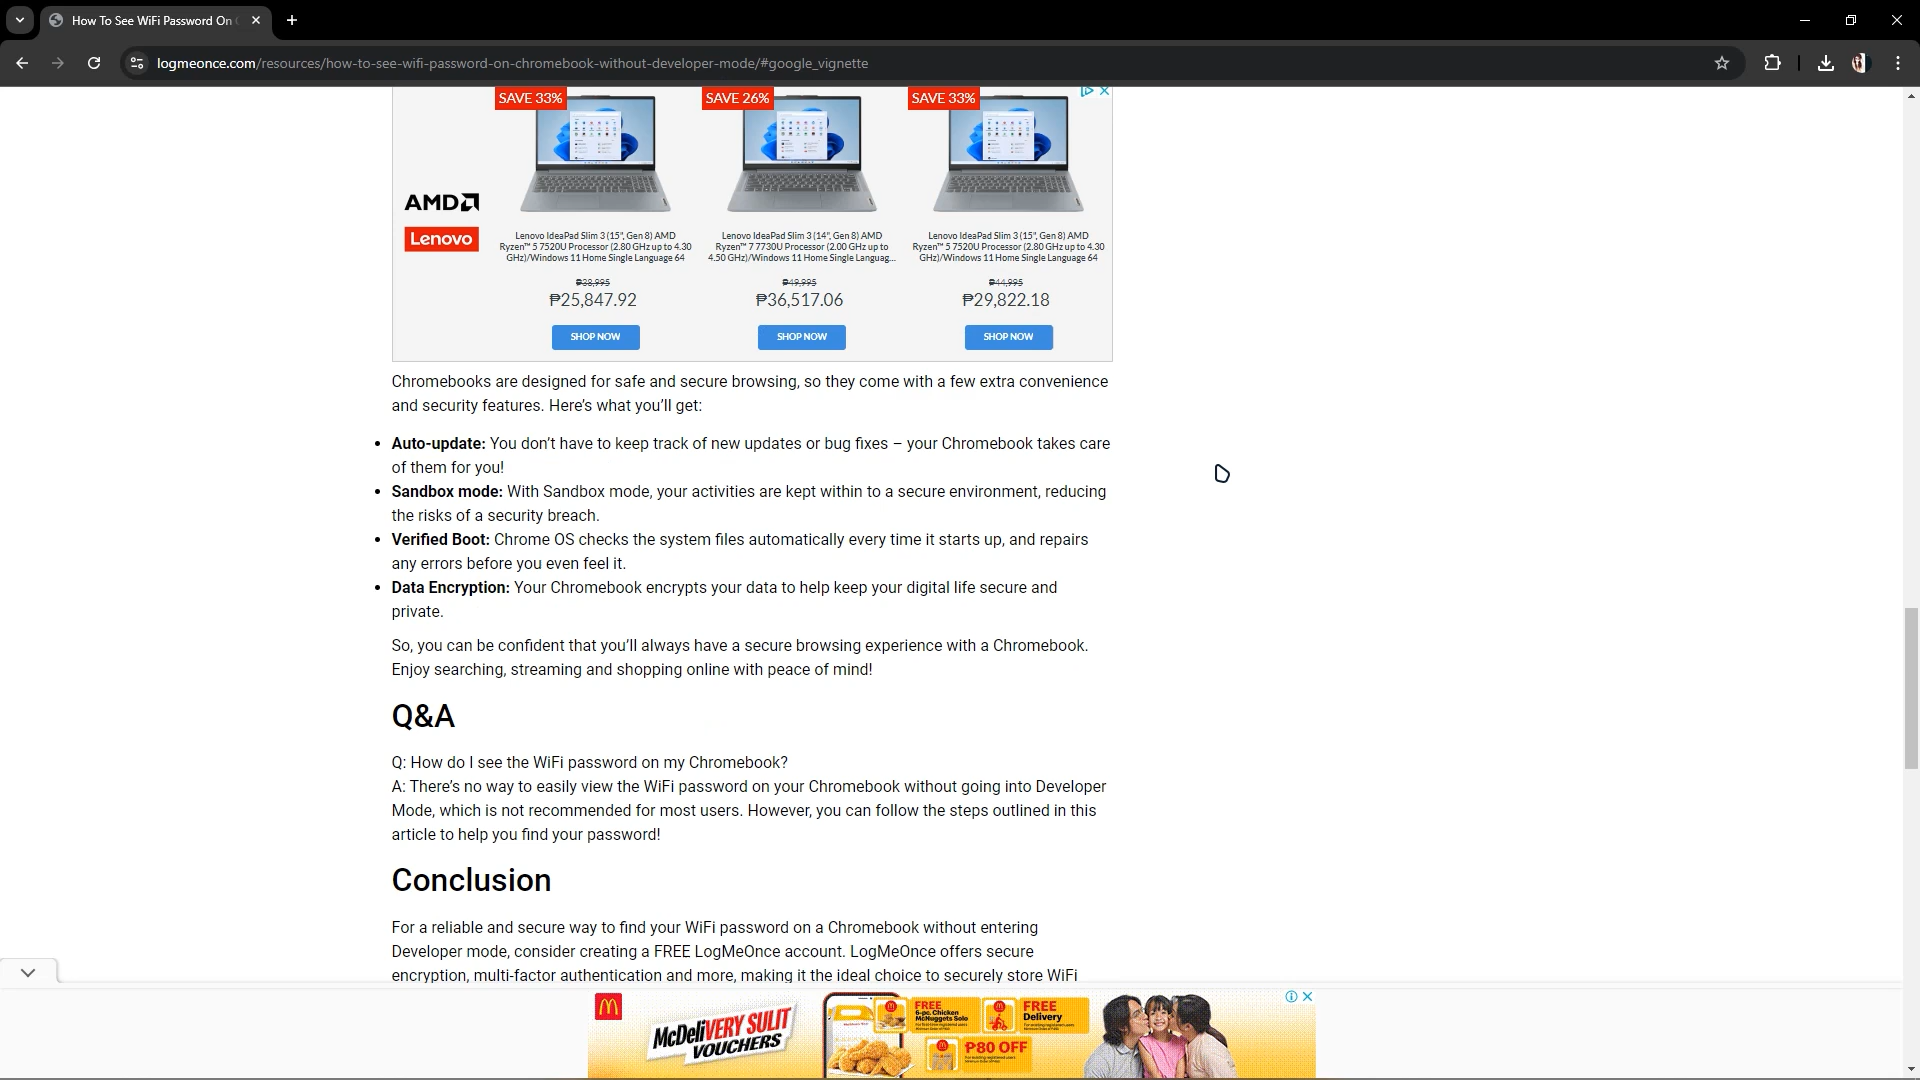 How To See WiFi Password On
logmeonce.com/resources/how-to-see-wifi-password-on-chromebook-without-developer-mode/#google_vignette
SAVE 33%
SAVE 26%
SAVE 33%
AMD
Lenovo
Lenovo IdeaPad Slim 3 (15", Gen 8) AMD
Ryzen™ 5 7520U Processor (2.80 GHz up to 4.30
GHz)/Windows 11 Home Single Language 64
₱38,995
₱25,847.92
SHOP NOW
Lenovo IdeaPad Slim 3 (14", Gen 8) AMD
Ryzen™ 7 7730U Processor (2.00 GHz up to
4.50 GHz)/Windows 11 Home Single Languag...
₱49,995
₱36,517.06
SHOP NOW
Lenovo IdeaPad Slim 3 (15", Gen 8) AMD
Ryzen™ 5 7520U Processor (2.80 GHz up to 4.30
GHz)/Windows 11 Home Single Language 64
₱44,995
₱29,822.18
SHOP NOW
Chromebooks are designed for safe and secure browsing, so they come with a few extra convenience
and security features. Here’s what you’ll get:
• Auto-update: You don’t have to keep track of new updates or bug fixes – your Chromebook takes care
of them for you!
• Sandbox mode: With Sandbox mode, your activities are kept within to a secure environment, reducing
the risks of a security breach.
• Verified Boot: Chrome OS checks the system files automatically every time it starts up, and repairs
any errors before you even feel it.
• Data Encryption: Your Chromebook encrypts your data to help keep your digital life secure and
private.
So, you can be confident that you’ll always have a secure browsing experience with a Chromebook.
Enjoy searching, streaming and shopping online with peace of mind!
Q&A
Q: How do I see the WiFi password on my Chromebook?
A: There’s no way to easily view the WiFi password on your Chromebook without going into Developer
Mode, which is not recommended for most users. However, you can follow the steps outlined in this
article to help you find your password!
Conclusion
For a reliable and secure way to find your WiFi password on a Chromebook without entering
Developer mode, consider creating a FREE LogMeOnce account. LogMeOnce offers secure
encryption, multi-factor authentication and more, making it the ideal choice to securely store WiFi
McDeliVERY SULIT
VOUCHERS
FREE
6-pc. Chicken
McNuggets Solo
FREE
Delivery
₱80 OFF